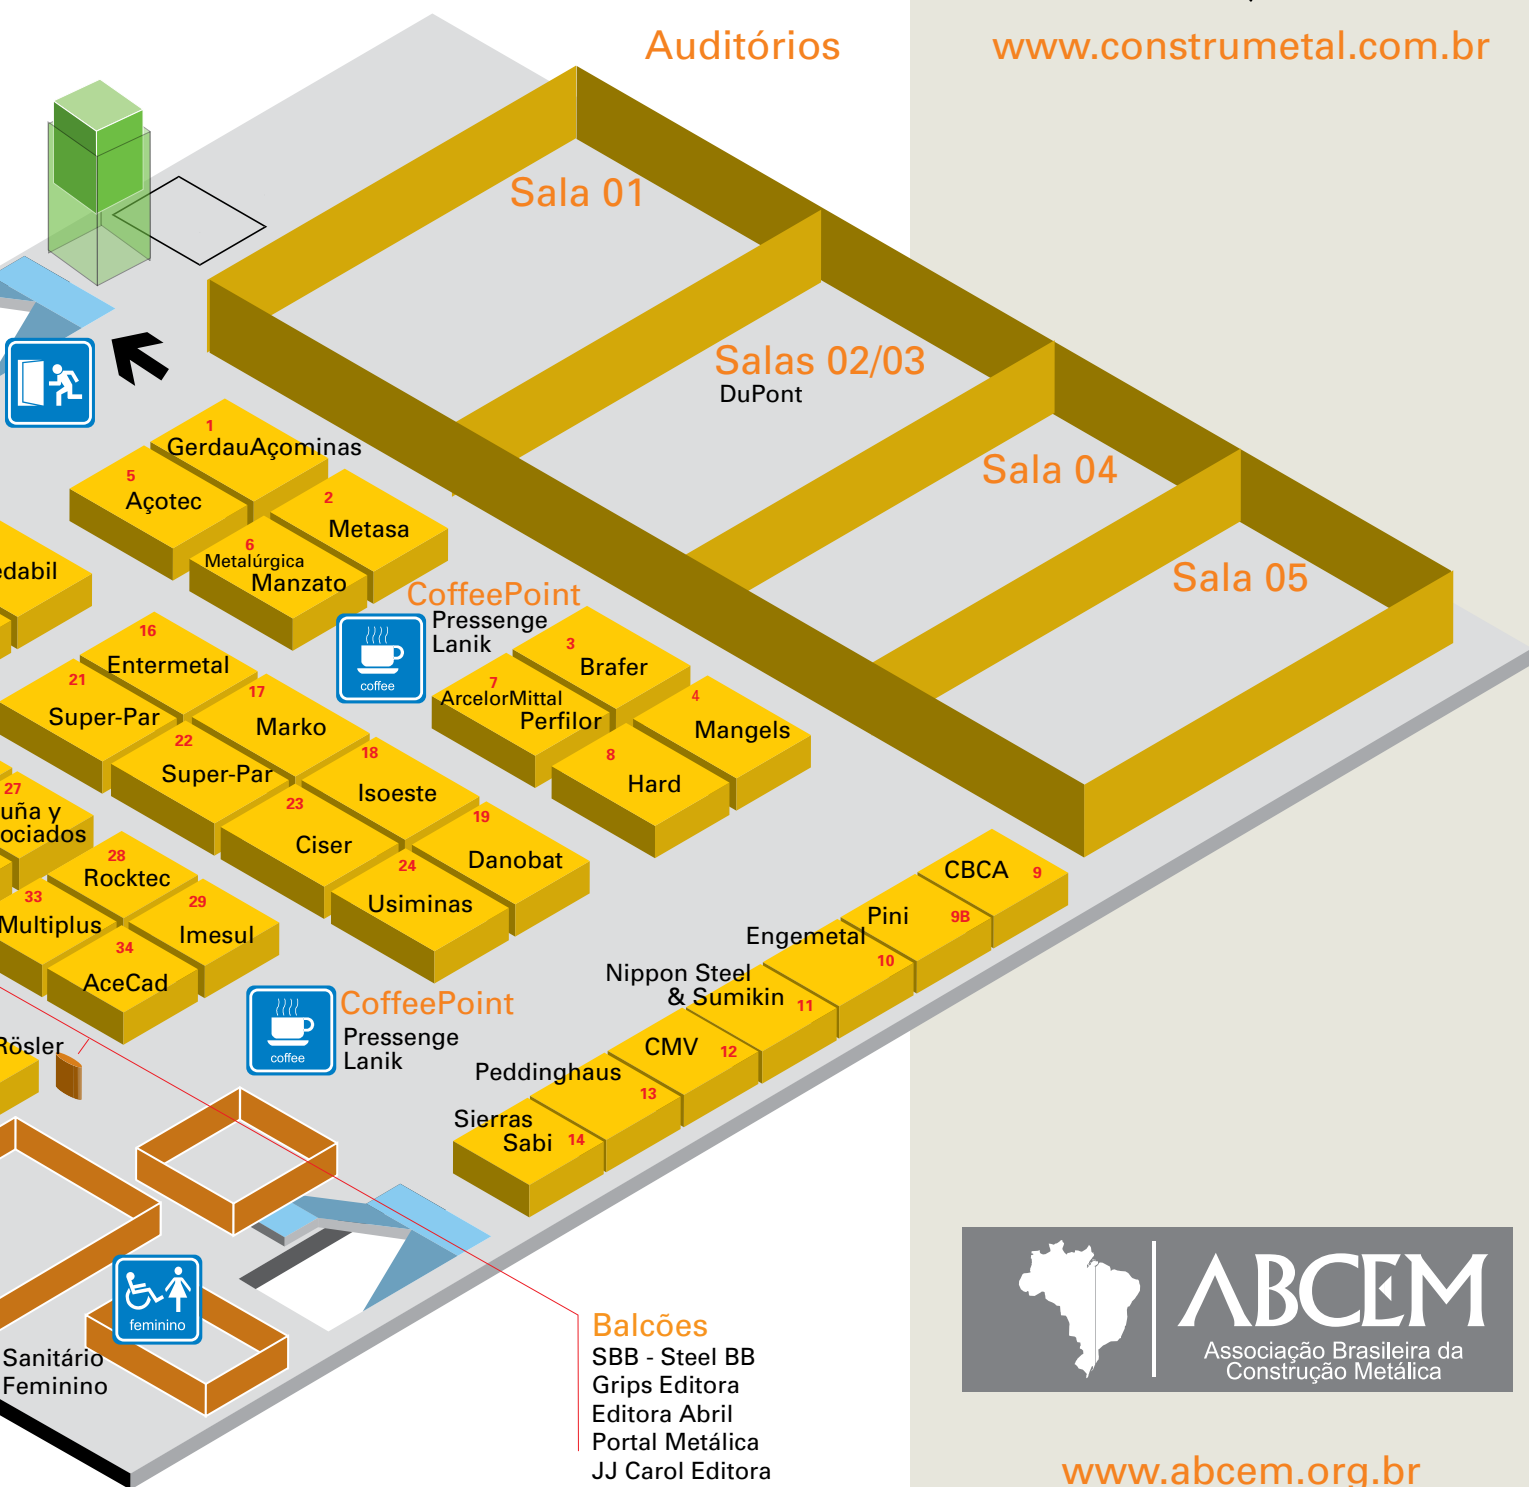 Auditórios
www.construmetal.com.br
Sala 01
Salas 02/03
DuPont
Sala 04
Sala 05
1
GerdauAçominas
5
Açotec
2
Metasa
6
Metalúrgica
Manzato
edabil
CoffeePoint
Pressenge
Lanik
coffee
3
Brafer
7
ArcelorMittal
Perfilor
4
Mangels
8
Hard
16
Entermetal
21
Super-Par
17
Marko
22
Super-Par
18
Isoeste
23
Ciser
19
Danobat
24
Usiminas
27
uña y
ociados
28
Rocktec
33
Multiplus
29
Imesul
34
AceCad
CBCA 9
Pini 9B
Engemetal
10
Nippon Steel
& Sumikin 11
CMV 12
Peddinghaus
13
Sierras
Sabi 14
CoffeePoint
Pressenge
Lanik
coffee
Rösler
feminino
Sanitário
Feminino
Balcões
SBB - Steel BB
Grips Editora
Editora Abril
Portal Metálica
JJ Carol Editora
ABCEM
Associação Brasileira da
Construção Metálica
www.abcem.org.br